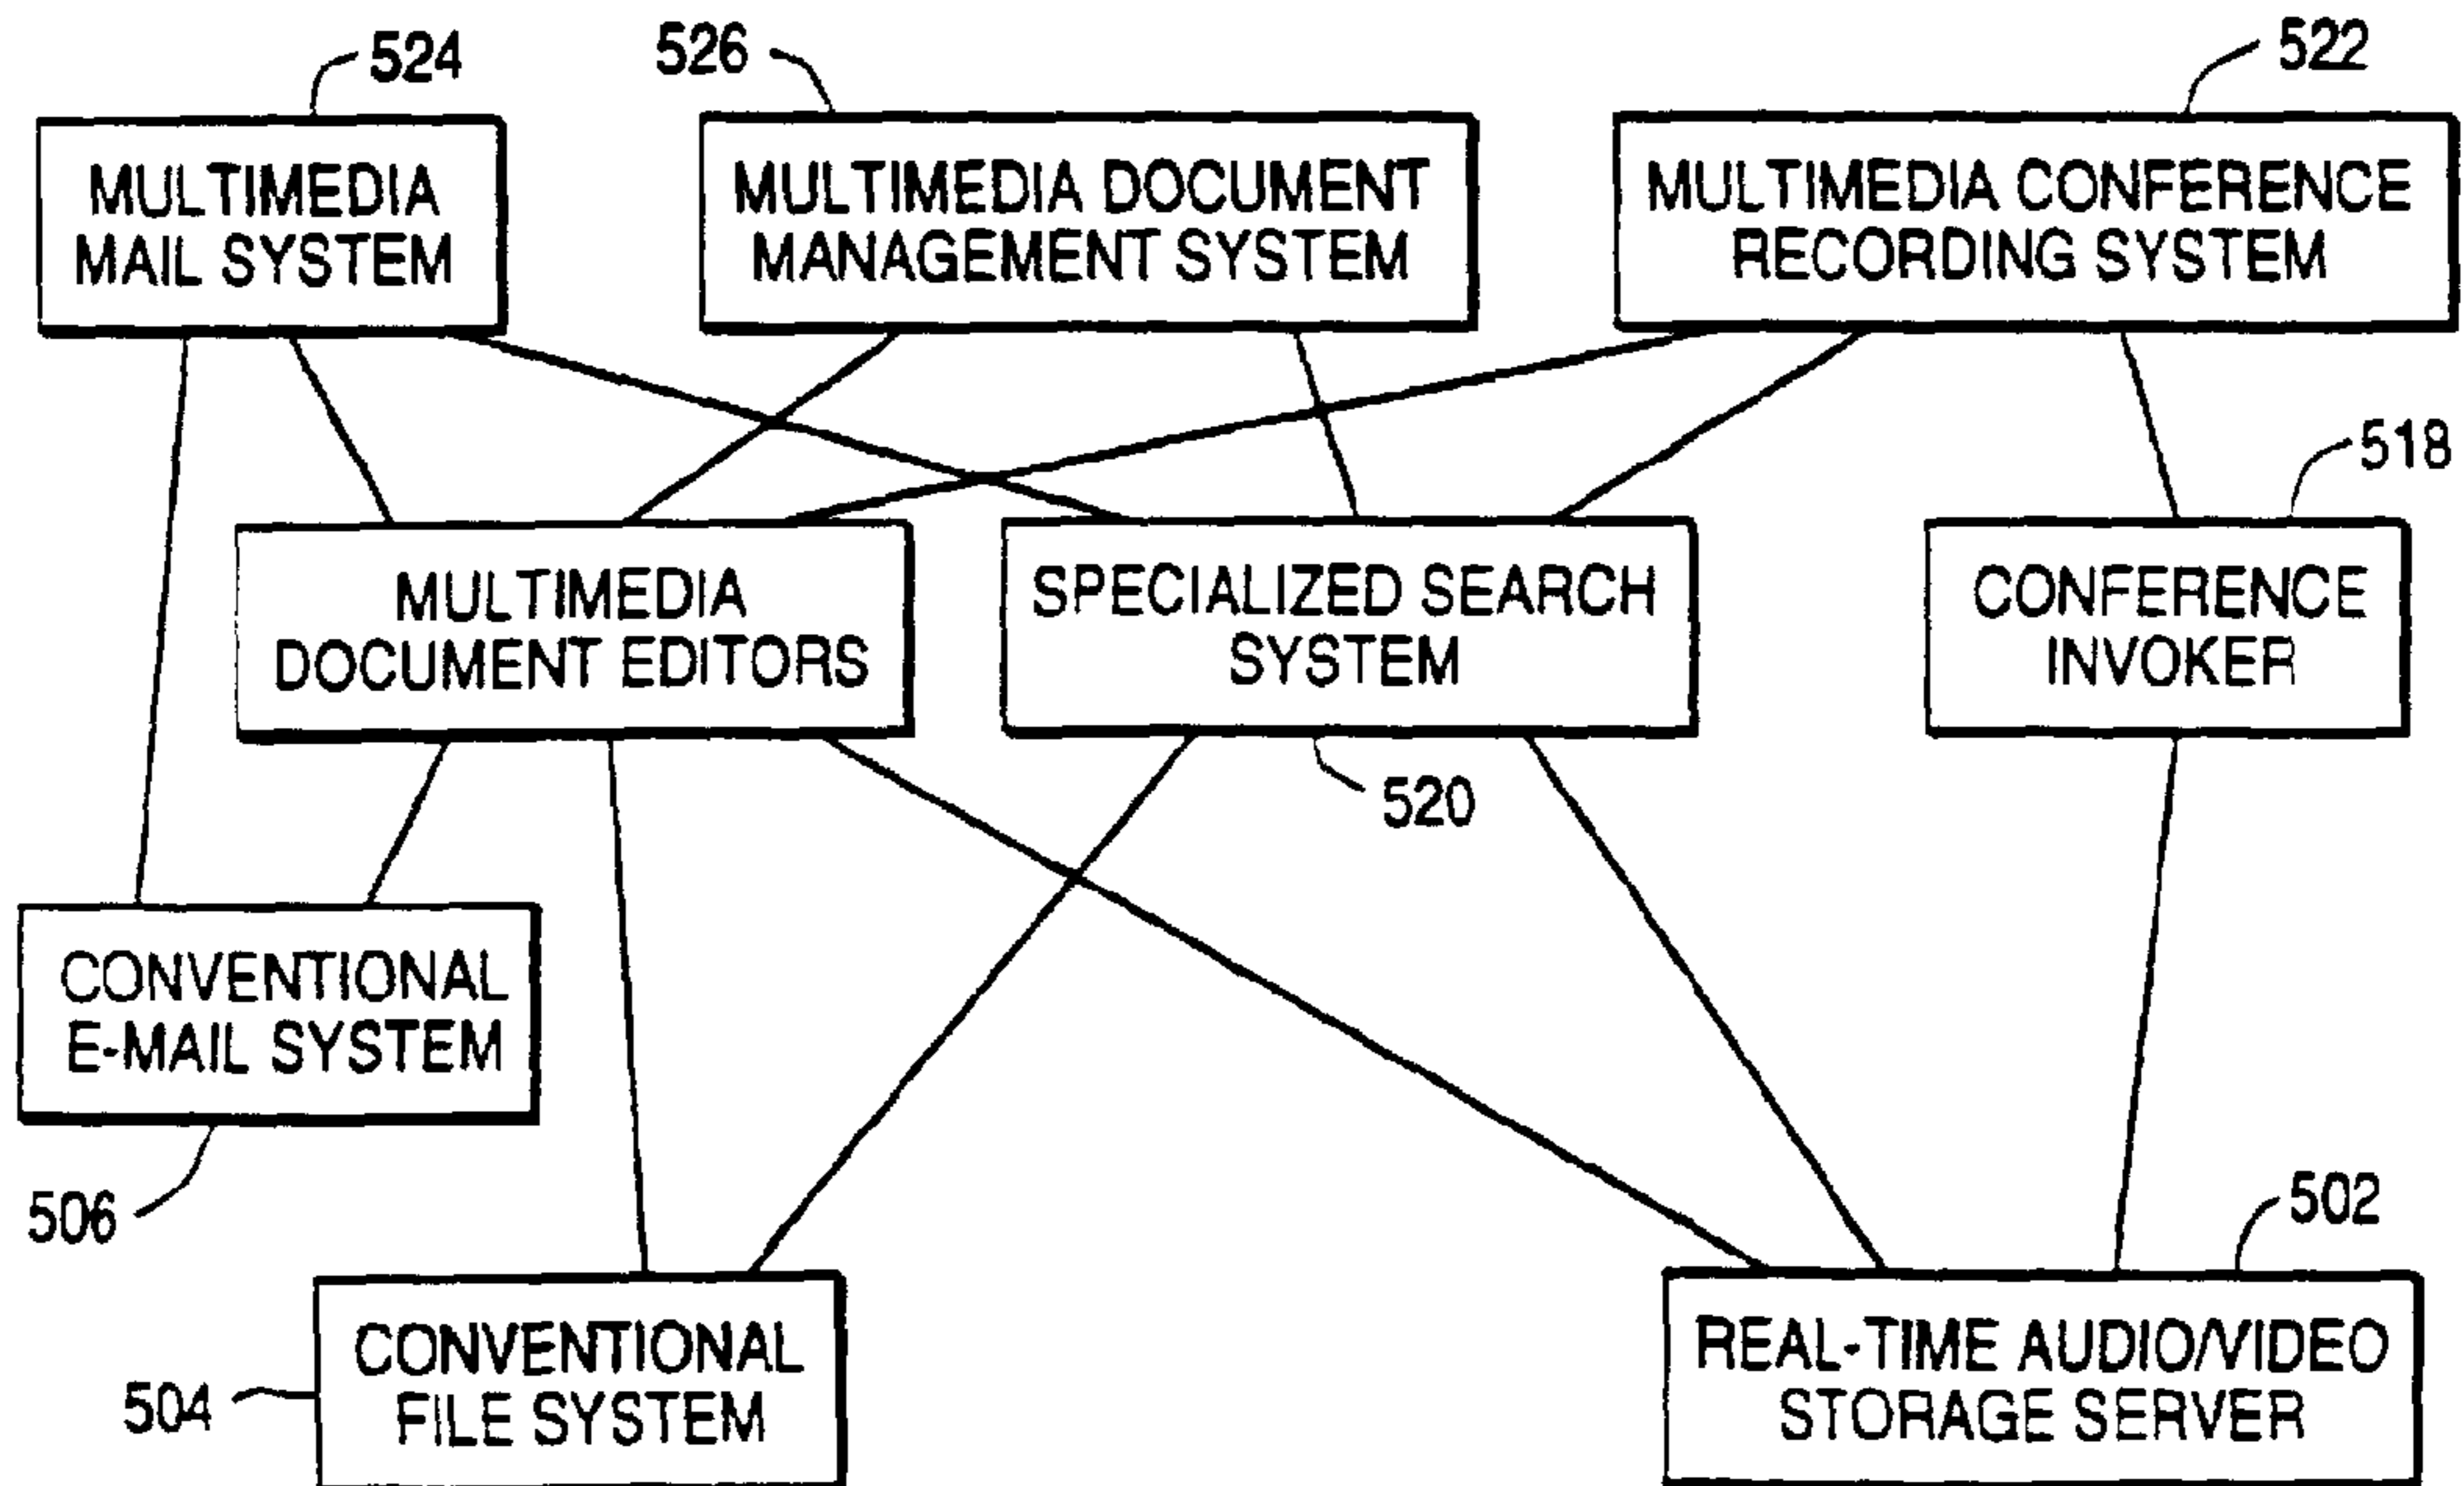 524
526
522
MULTIMEDIA
MAIL SYSTEM
MULTIMEDIA DOCUMENT
MANAGEMENT SYSTEM
MULTIMEDIA CONFERENCE
RECORDING SYSTEM
518
MULTIMEDIA
DOCUMENT EDITORS
SPECIALIZED SEARCH
SYSTEM
CONFERENCE
INVOKER
520
CONVENTIONAL
E-MAIL SYSTEM
506
502
CONVENTIONAL
FILE SYSTEM
504
REAL-TIME AUDIO/VIDEO
STORAGE SERVER